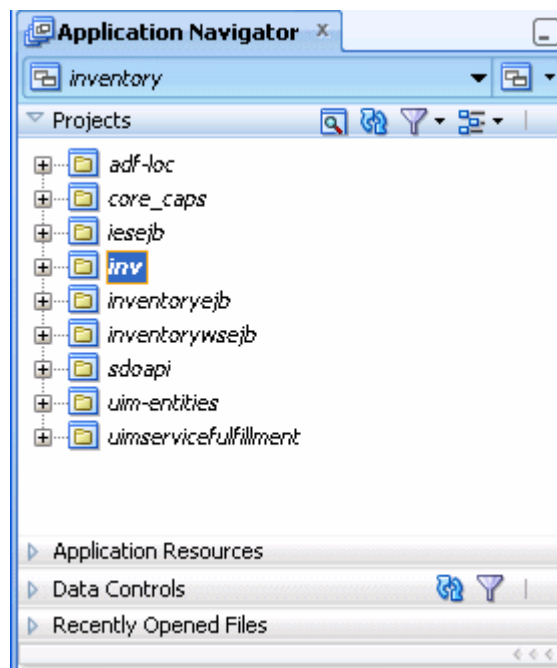 Application Navigator
inventory
Projects
adf-loc
core_caps
iesejb
inv
inventoryejb
inventorywsejb
sdoapi
uim-entities
uimservicefulfillment
Application Resources
Data Controls
Recently Opened Files